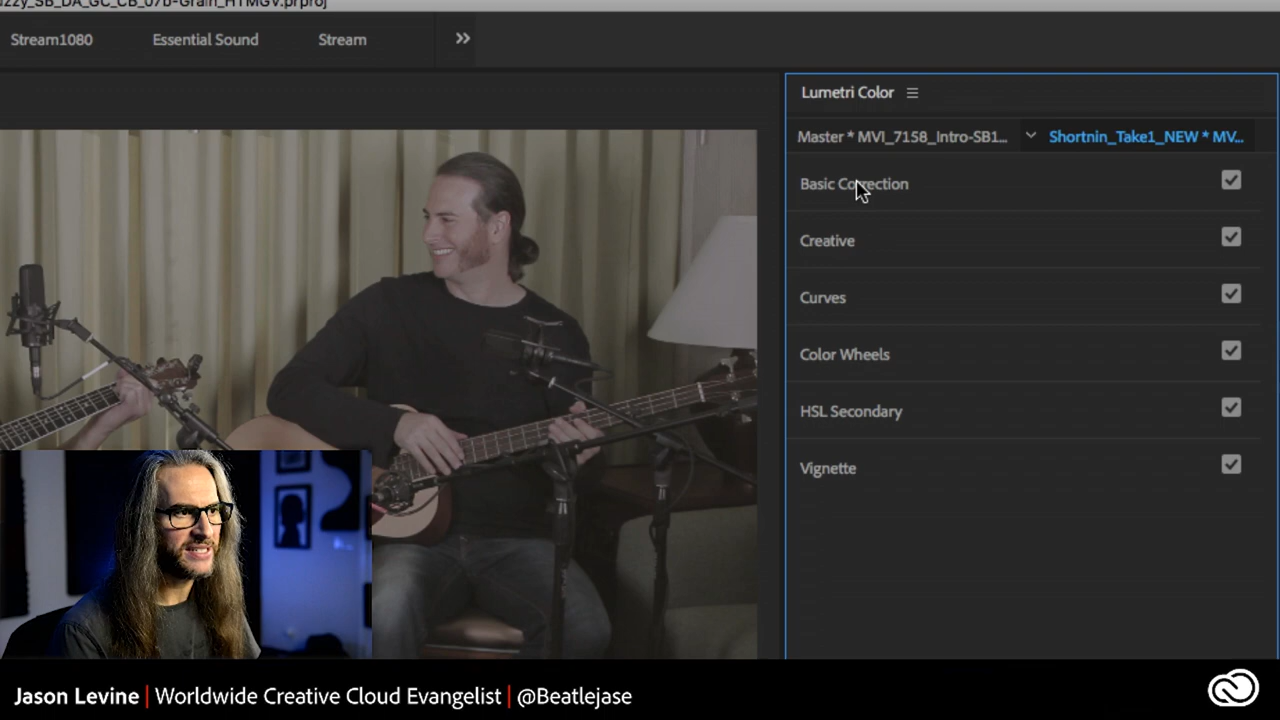 Stream1080 Essential Sound Stream »
Lumetri Color
Master * MVI_7158_Intro-SB1... Shortnin_Take1_NEW * MV...
Basic Correction
Creative
Curves
Color Wheels
HSL Secondary
Vignette
Jason Levine | Worldwide Creative Cloud Evangelist | @Beatlejase